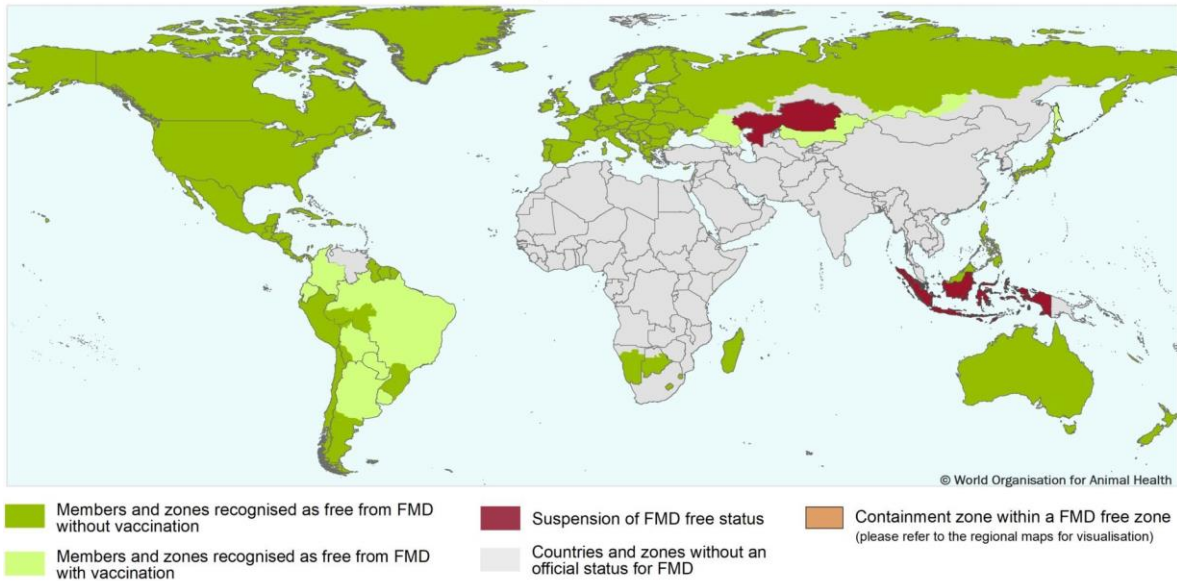 © World Organisation for Animal Health
Members and zones recognised as free from FMD
without vaccination
Members and zones recognised as free from FMD
with vaccination
Suspension of FMD free status
Countries and zones without an
official status for FMD
Containment zone within a FMD free zone
(please refer to the regional maps for visualisation)